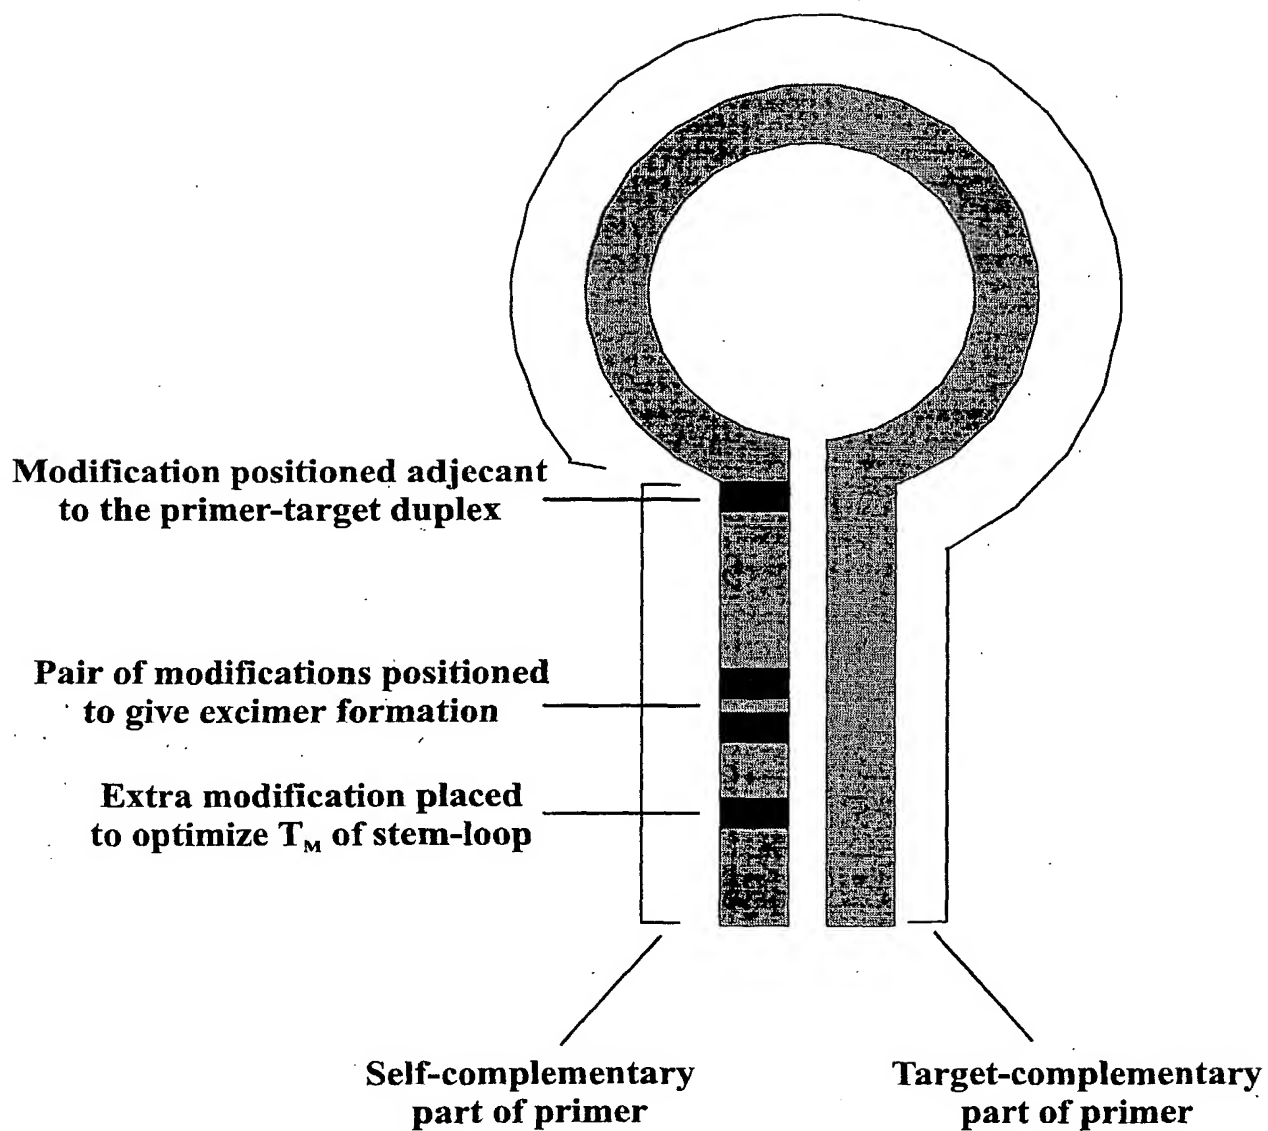 Modification positioned adjecant
to the primer-target duplex
Pair of modifications positioned
to give excimer formation
Extra modification placed
to optimize TM of stem-loop
Self-complementary
part of primer
Target-complementary
part of primer